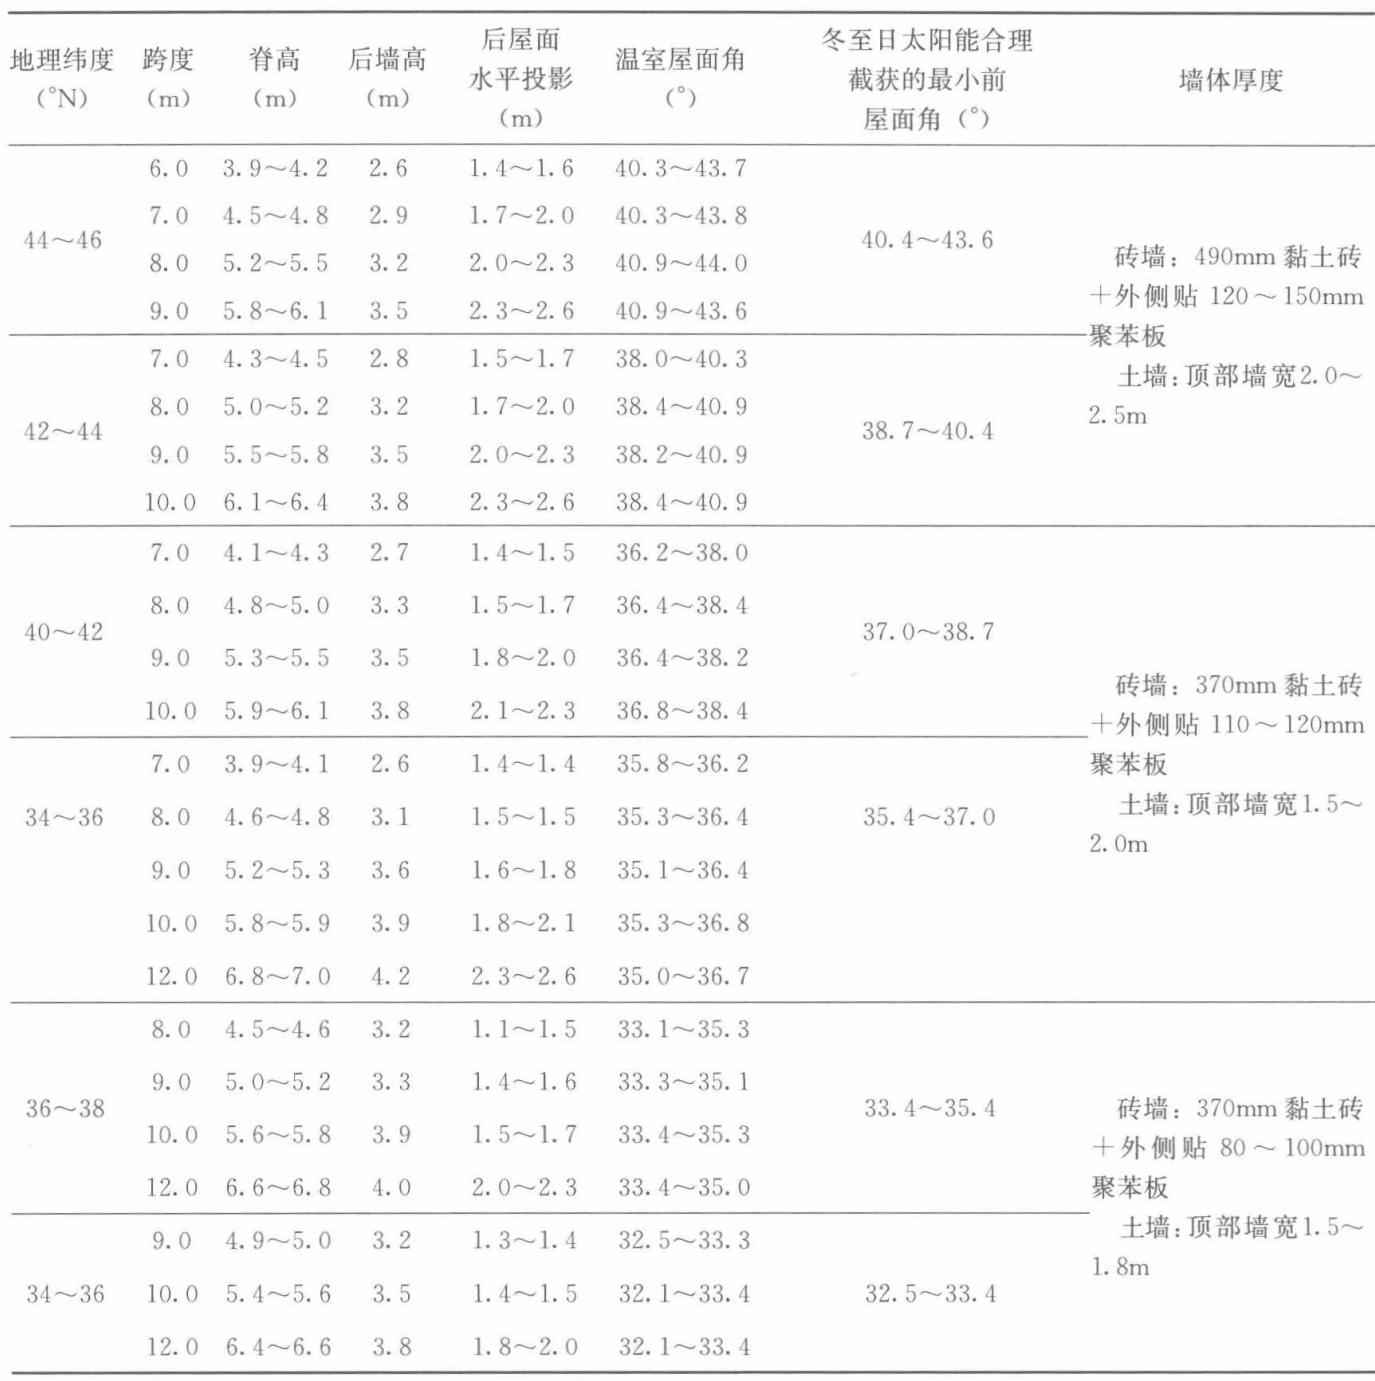 地理纬度 跨度 脊高 后墙高 后屋面 温室屋面角 冬至日太阳能合理 墙体厚度
(°N) (m) (m) (m) 水平投影 (°) 截获的最小前
(m) 屋面角(°)
6.0 3.9～4.2 2.6 1.4～1.6 40.3～43.7
7.0 4.5～4.8 2.9 1.7～2.0 40.3～43.8
44～46 40.4～43.6
8.0 5.2～5.5 3.2 2.0～2.3 40.9～44.0
9.0 5.8～6.1 3.5 2.3～2.6 40.9～43.6
砖墙：490mm 黏土砖
＋外侧贴 120～150mm
聚苯板
土墙：顶部墙宽2.0～
2.5m
7.0 4.3～4.5 2.8 1.5～1.7 38.0～40.3
8.0 5.0～5.2 3.2 1.7～2.0 38.4～40.9
42～44 38.7～40.4
9.0 5.5～5.8 3.5 2.0～2.3 38.2～40.9
10.0 6.1～6.4 3.8 2.3～2.6 38.4～40.9
7.0 4.1～4.3 2.7 1.4～1.5 36.2～38.0
8.0 4.8～5.0 3.3 1.5～1.7 36.4～38.4
40～42 37.0～38.7
9.0 5.3～5.5 3.5 1.8～2.0 36.4～38.2
10.0 5.9～6.1 3.8 2.1～2.3 36.8～38.4
砖墙：370mm 黏土砖
＋外侧贴 110～120mm
聚苯板
土墙：顶部墙宽1.5～
2.0m
7.0 3.9～4.1 2.6 1.4～1.4 35.8～36.2
34～36 8.0 4.6～4.8 3.1 1.5～1.5 35.3～36.4 35.4～37.0
9.0 5.2～5.3 3.6 1.6～1.8 35.1～36.4
10.0 5.8～5.9 3.9 1.8～2.1 35.3～36.8
12.0 6.8～7.0 4.2 2.3～2.6 35.0～36.7
8.0 4.5～4.6 3.2 1.1～1.5 33.1～35.3
9.0 5.0～5.2 3.3 1.4～1.6 33.3～35.1
36～38 33.4～35.4
10.0 5.6～5.8 3.9 1.5～1.7 33.4～35.3
12.0 6.6～6.8 4.0 2.0～2.3 33.4～35.0
砖墙：370mm 黏土砖
＋外侧贴 80～100mm
聚苯板
土墙：顶部墙宽1.5～
1.8m
9.0 4.9～5.0 3.2 1.3～1.4 32.5～33.3
34～36 10.0 5.4～5.6 3.5 1.4～1.5 32.1～33.4 32.5～33.4
12.0 6.4～6.6 3.8 1.8～2.0 32.1～33.4